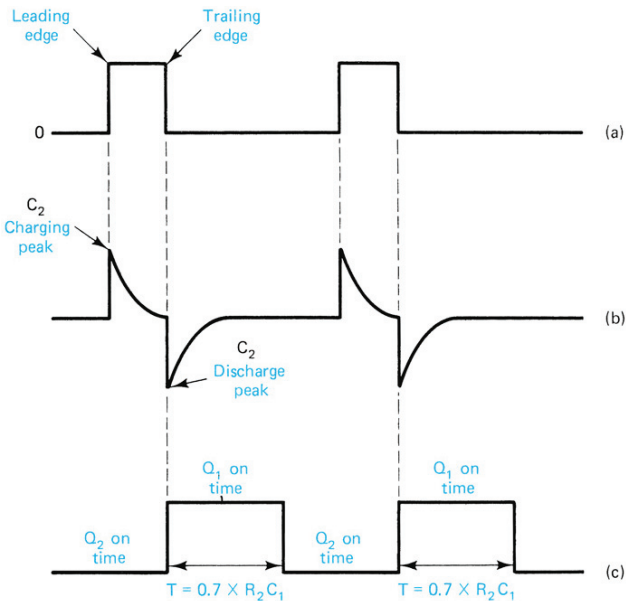 Leading
edge
Trailing
edge
0
(a)
C₂
Charging
peak
(b)
C₂
Discharge
peak
Q₁ on
time
Q₁ on
time
Q₂ on
time
Q₂ on
time
(c)
T = 0.7 × R₂C₁
T = 0.7 × R₂C₁